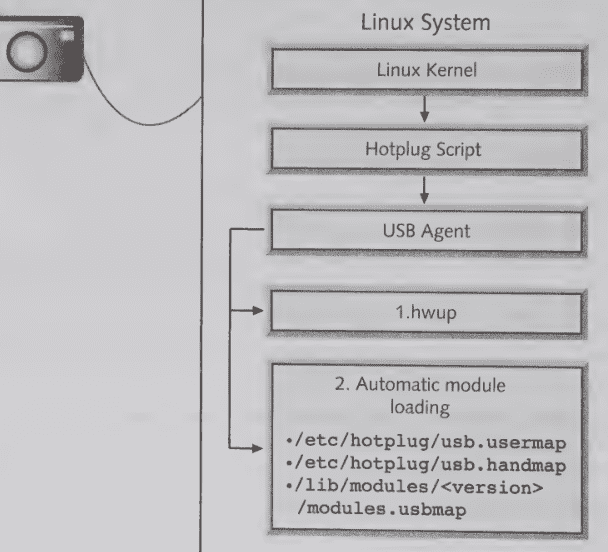 Linux System
Linux Kernel
Hotplug Script
USB Agent
1.hwup
2. Automatic module
loading
•/etc/hotplug/usb.usermap
•/etc/hotplug/usb.handmap
•/lib/modules/<version>
/modules.usbmap